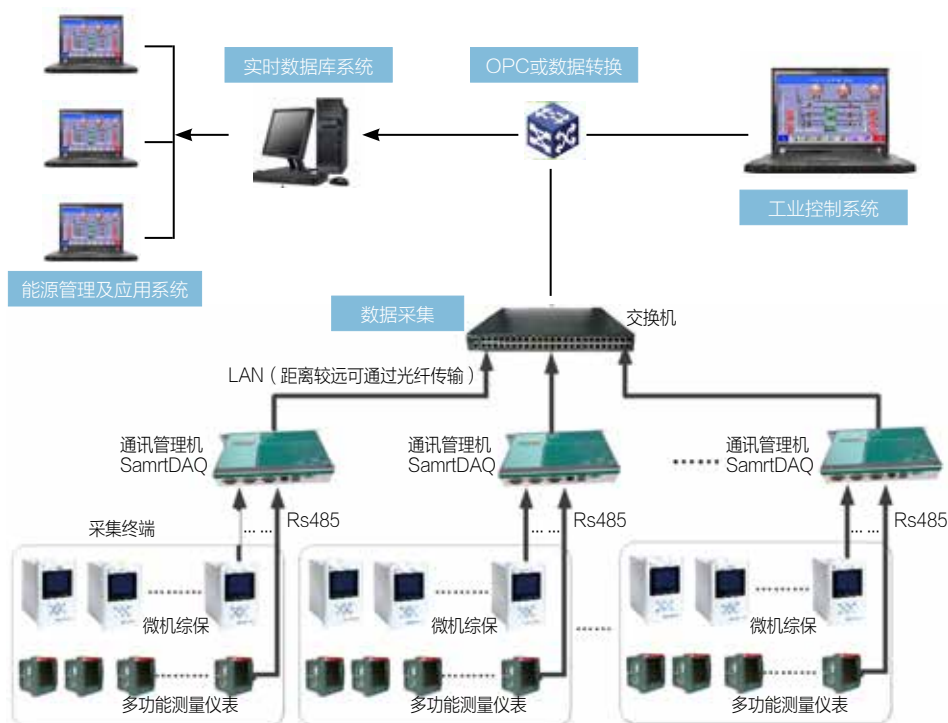 实时数据库系统
OPC或数据转换
工业控制系统
能源管理及应用系统
数据采集
交换机
LAN（距离较远可通过光纤传输）
通讯管理机
SamrtDAQ
通讯管理机
SamrtDAQ
......
通讯管理机
SamrtDAQ
采集终端
... ...
Rs485
... ...
Rs485
... ...
Rs485
微机综保
多功能测量仪表
微机综保
多功能测量仪表
微机综保
多功能测量仪表